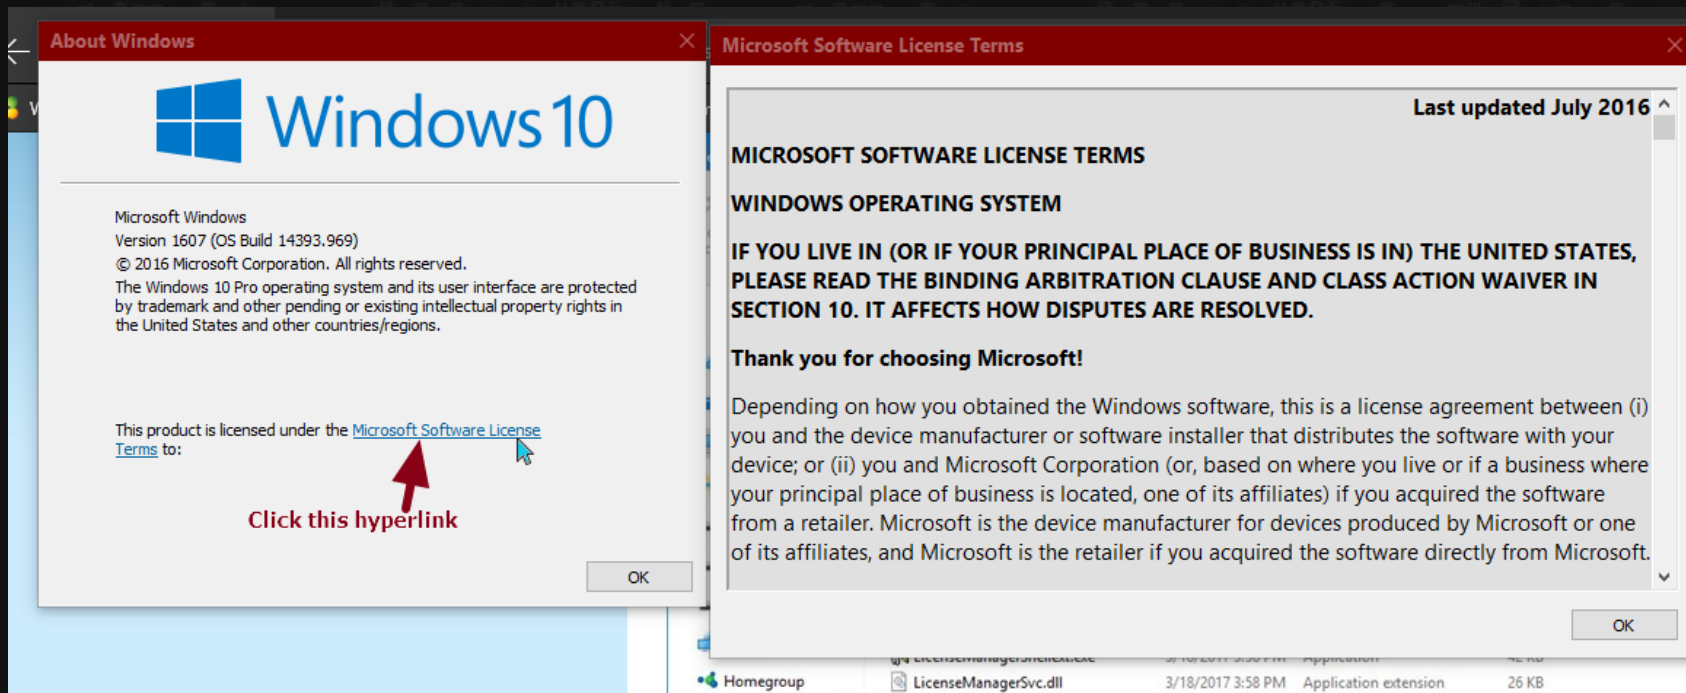 About Windows
Windows 10
Microsoft Windows
Version 1607 (OS Build 14393.969)
© 2016 Microsoft Corporation. All rights reserved.
The Windows 10 Pro operating system and its user interface are protected
by trademark and other pending or existing intellectual property rights in
the United States and other countries/regions.
This product is licensed under the Microsoft Software License
Terms to:
Click this hyperlink
OK
Microsoft Software License Terms
Last updated July 2016
MICROSOFT SOFTWARE LICENSE TERMS
WINDOWS OPERATING SYSTEM
IF YOU LIVE IN (OR IF YOUR PRINCIPAL PLACE OF BUSINESS IS IN) THE UNITED STATES,
PLEASE READ THE BINDING ARBITRATION CLAUSE AND CLASS ACTION WAIVER IN
SECTION 10. IT AFFECTS HOW DISPUTES ARE RESOLVED.
Thank you for choosing Microsoft!
Depending on how you obtained the Windows software, this is a license agreement between (i)
you and the device manufacturer or software installer that distributes the software with your
device; or (ii) you and Microsoft Corporation (or, based on where you live or if a business where
your principal place of business is located, one of its affiliates) if you acquired the software
from a retailer. Microsoft is the device manufacturer for devices produced by Microsoft or one
of its affiliates, and Microsoft is the retailer if you acquired the software directly from Microsoft.
OK
LicenseManagerShellext.exe 3/18/2017 3:58 PM Application 42 KB
Homegroup LicenseManagerSvc.dll 3/18/2017 3:58 PM Application extension 26 KB